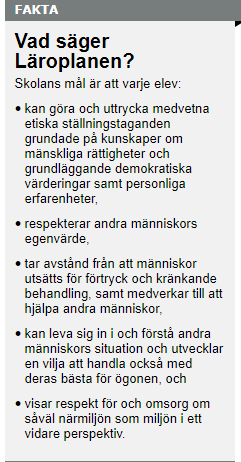 FAKTA
Vad säger
Läroplanen?
Skolans mål är att varje elev:
• kan göra och uttrycka medvetna
etiska ställningstaganden
grundade på kunskaper om
mänskliga rättigheter och
grundläggande demokratiska
värderingar samt personliga
erfarenheter,
• respekterar andra människors
egenvärde,
• tar avstånd från att människor
utsätts för förtryck och kränkande
behandling, samt medverkar till att
hjälpa andra människor,
• kan leva sig in i och förstå andra
människors situation och utvecklar
en vilja att handla också med
deras bästa för ögonen, och
• visar respekt för och omsorg om
såväl närmiljön som miljön i ett
vidare perspektiv.